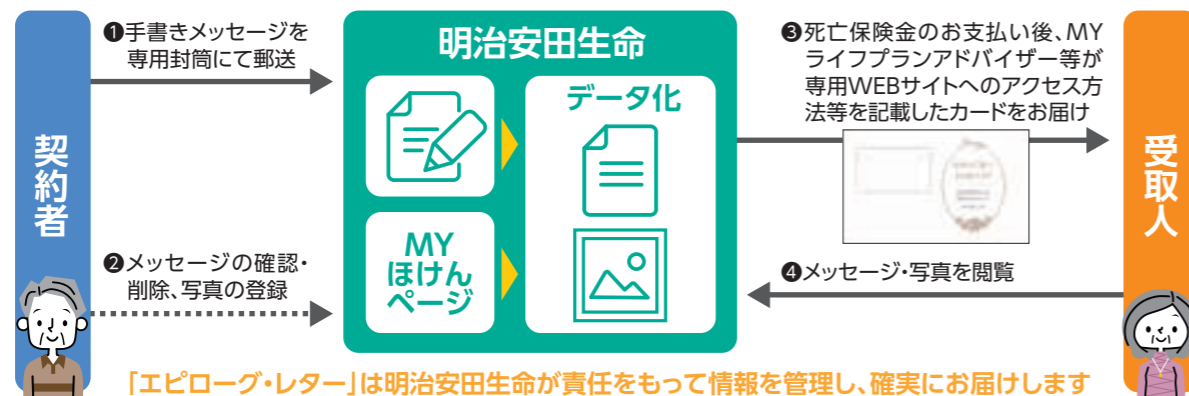 契約者
❶手書きメッセージを
専用封筒にて郵送
❷メッセージの確認・
削除、写真の登録
明治安田生命
データ化
MY
ほけん
ページ
❸死亡保険金のお支払い後、MY
ライフプランアドバイザー等が
専用WEBサイトへのアクセス方
法等を記載したカードをお届け
❹メッセージ・写真を閲覧
受取人
「エピローグ・レター」は明治安田生命が責任をもって情報を管理し、確実にお届けします